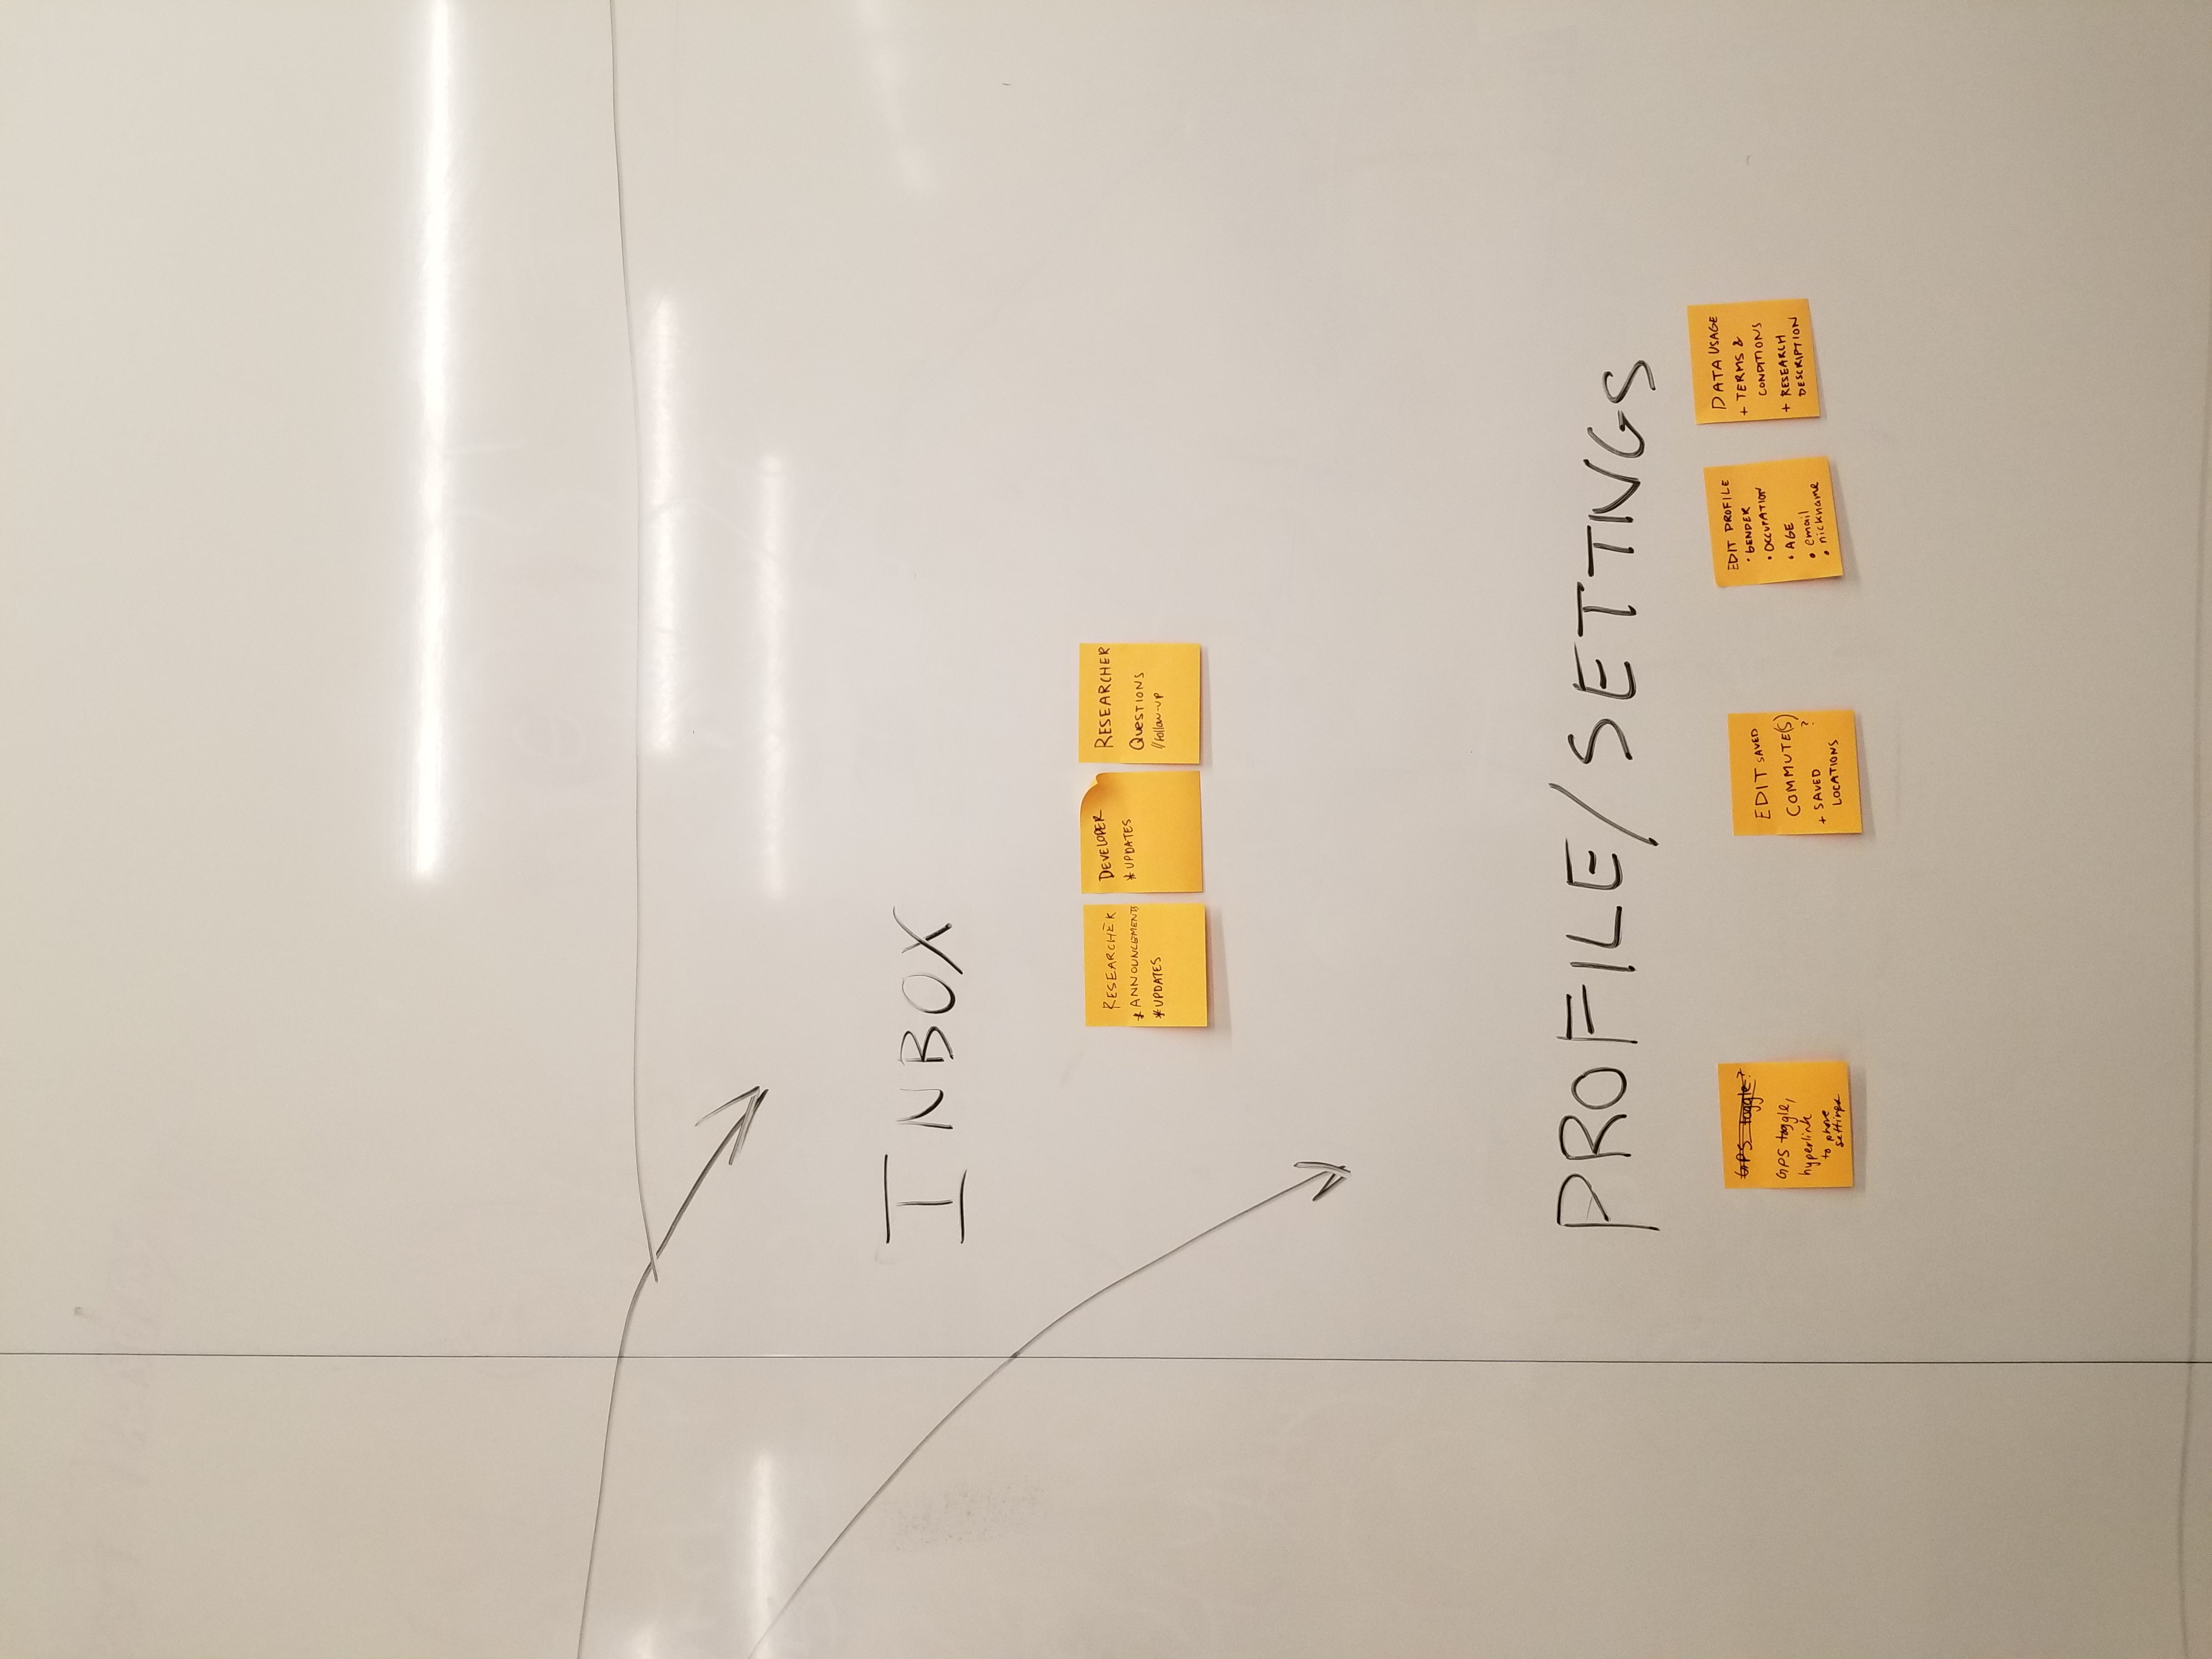 INBOX
RESEARCHER
* ANNOUNCEMENTS
* UPDATES
DEVELOPER
* UPDATES
RESEARCHER
QUESTIONS
//follow-up
PROFILE/SETTNGS
GPS toggle?
GPS toggle,
hyperlink
to phone
settings
EDIT SAVED
COMMUTE(S)
?
+ SAVED
LOCATIONS
EDIT PROFILE
• GENDER
• OCCUPATION
• AGE
• email
• nickname
DATA USAGE
+ TERMS &
CONDITIONS
+ RESEARCH
DESCRIPTION